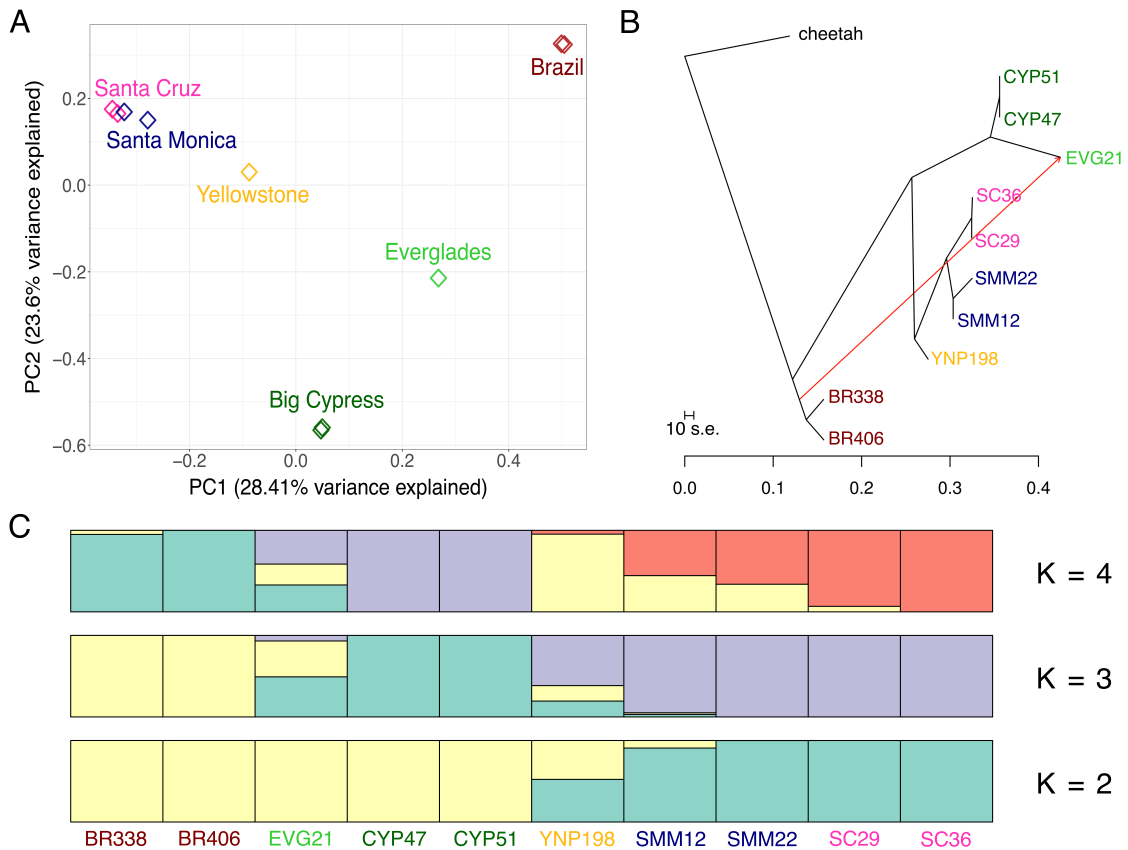 A
PC2 (23.6% variance explained)
0.2
0.0
−0.2
−0.4
−0.6
Brazil
Santa Cruz
Santa Monica
Yellowstone
Everglades
Big Cypress
−0.2
0.0
0.2
0.4
PC1 (28.41% variance explained)
B
cheetah
CYP51
CYP47
EVG21
SC36
SC29
SMM22
SMM12
YNP198
BR338
BR406
10 s.e.
0.0
0.1
0.2
0.3
0.4
C
K = 4
K = 3
K = 2
BR338 BR406 EVG21 CYP47 CYP51 YNP198 SMM12 SMM22 SC29 SC36